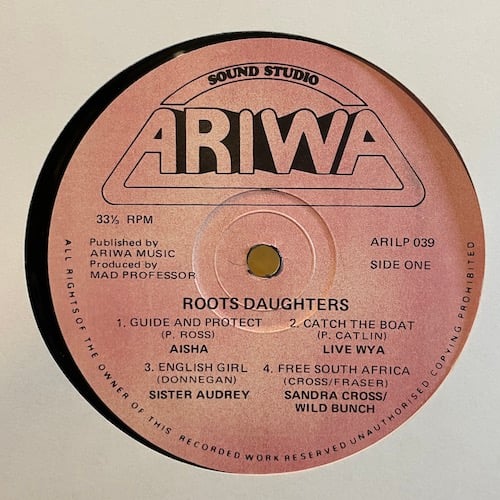 SOUND STUDIO
ARIWA
33⅓ RPM
Published by
ARIWA MUSIC
Produced by
MAD PROFESSOR
ARILP 039
SIDE ONE
ROOTS DAUGHTERS
1. GUIDE AND PROTECT
(P. ROSS)
AISHA
2. CATCH THE BOAT
(P. CATLIN)
LIVE WYA
3. ENGLISH GIRL
(DONNEGAN)
SISTER AUDREY
4. FREE SOUTH AFRICA
(CROSS/FRASER)
SANDRA CROSS/
WILD BUNCH
ALL RIGHTS OF THE OWNER OF THIS RECORDED WORK RESERVED UNAUTHORISED COPYING PROHIBITED